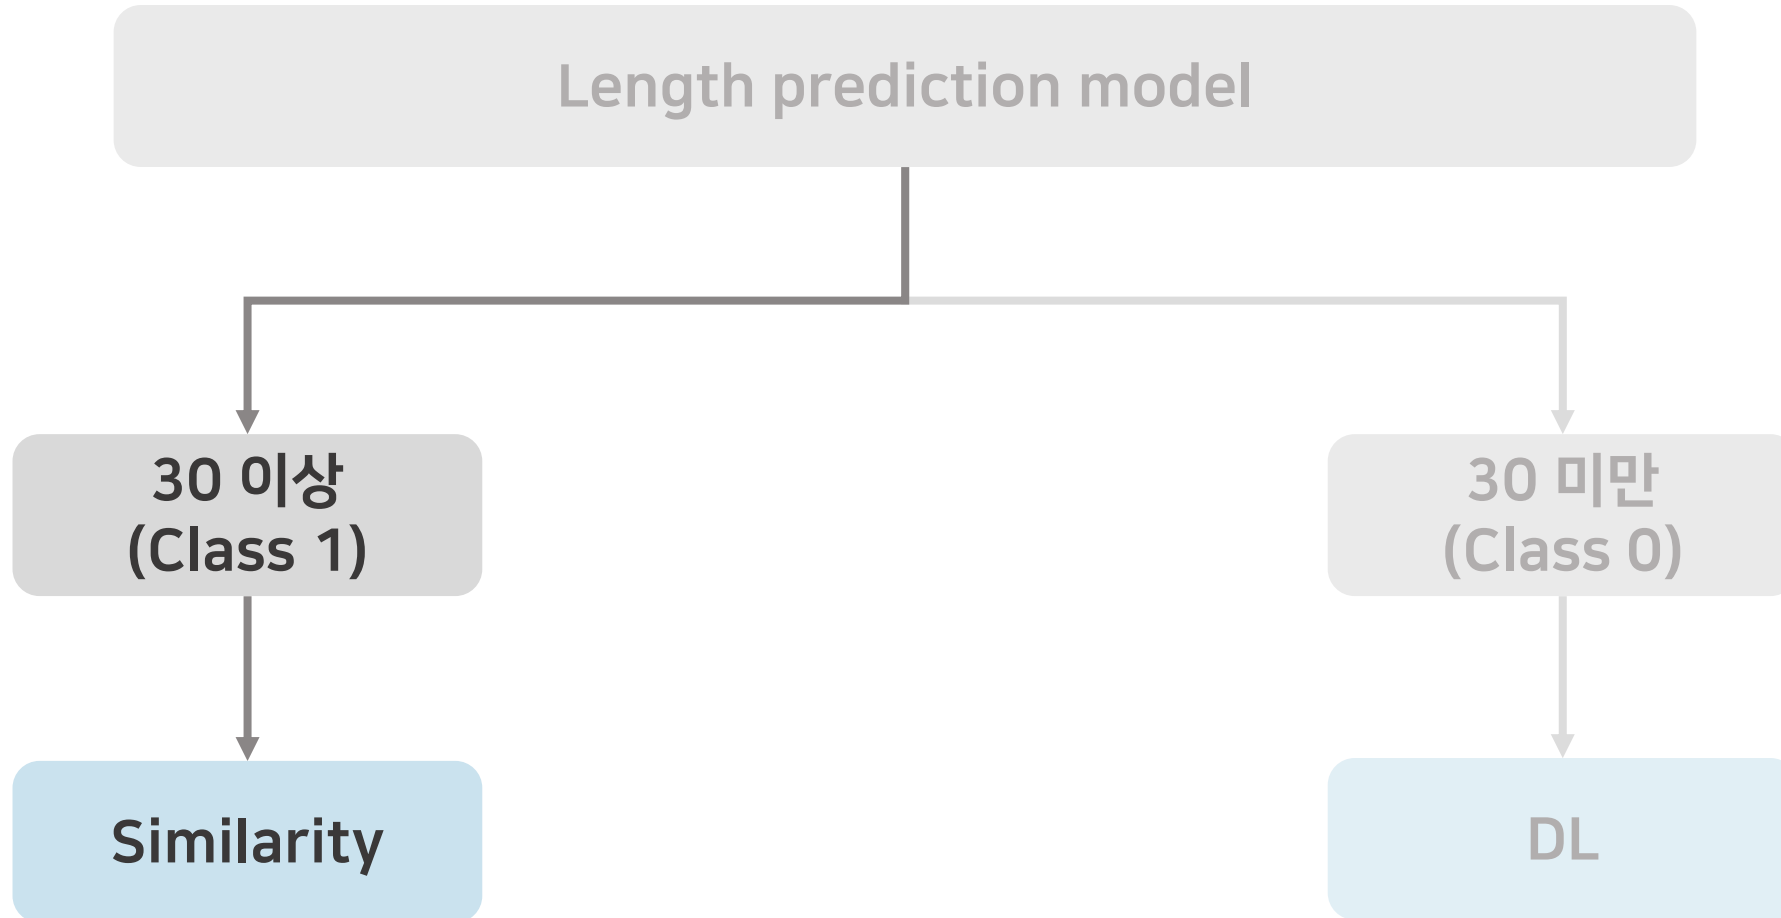 Length prediction model
30 이상
(Class 1)
30 미만
(Class 0)
Similarity
DL